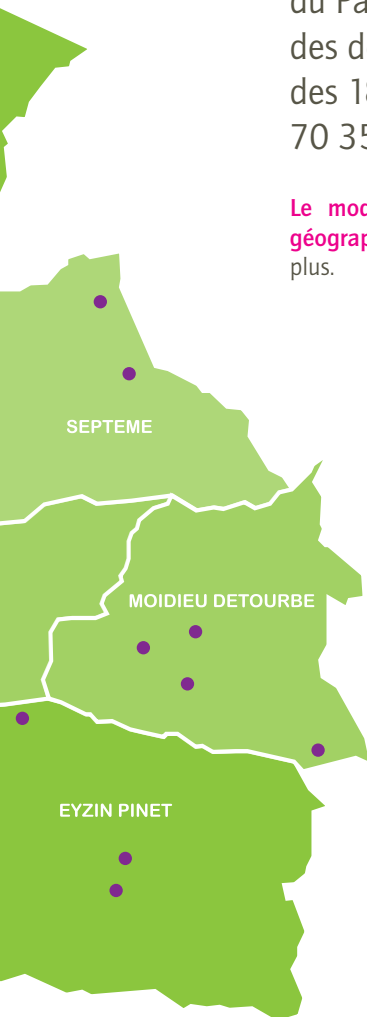 du Pa
des d
des 18
70 35
Le mod
géograp
plus.
SEPTEME
MOIDIEU DETOURBE
EYZIN PINET